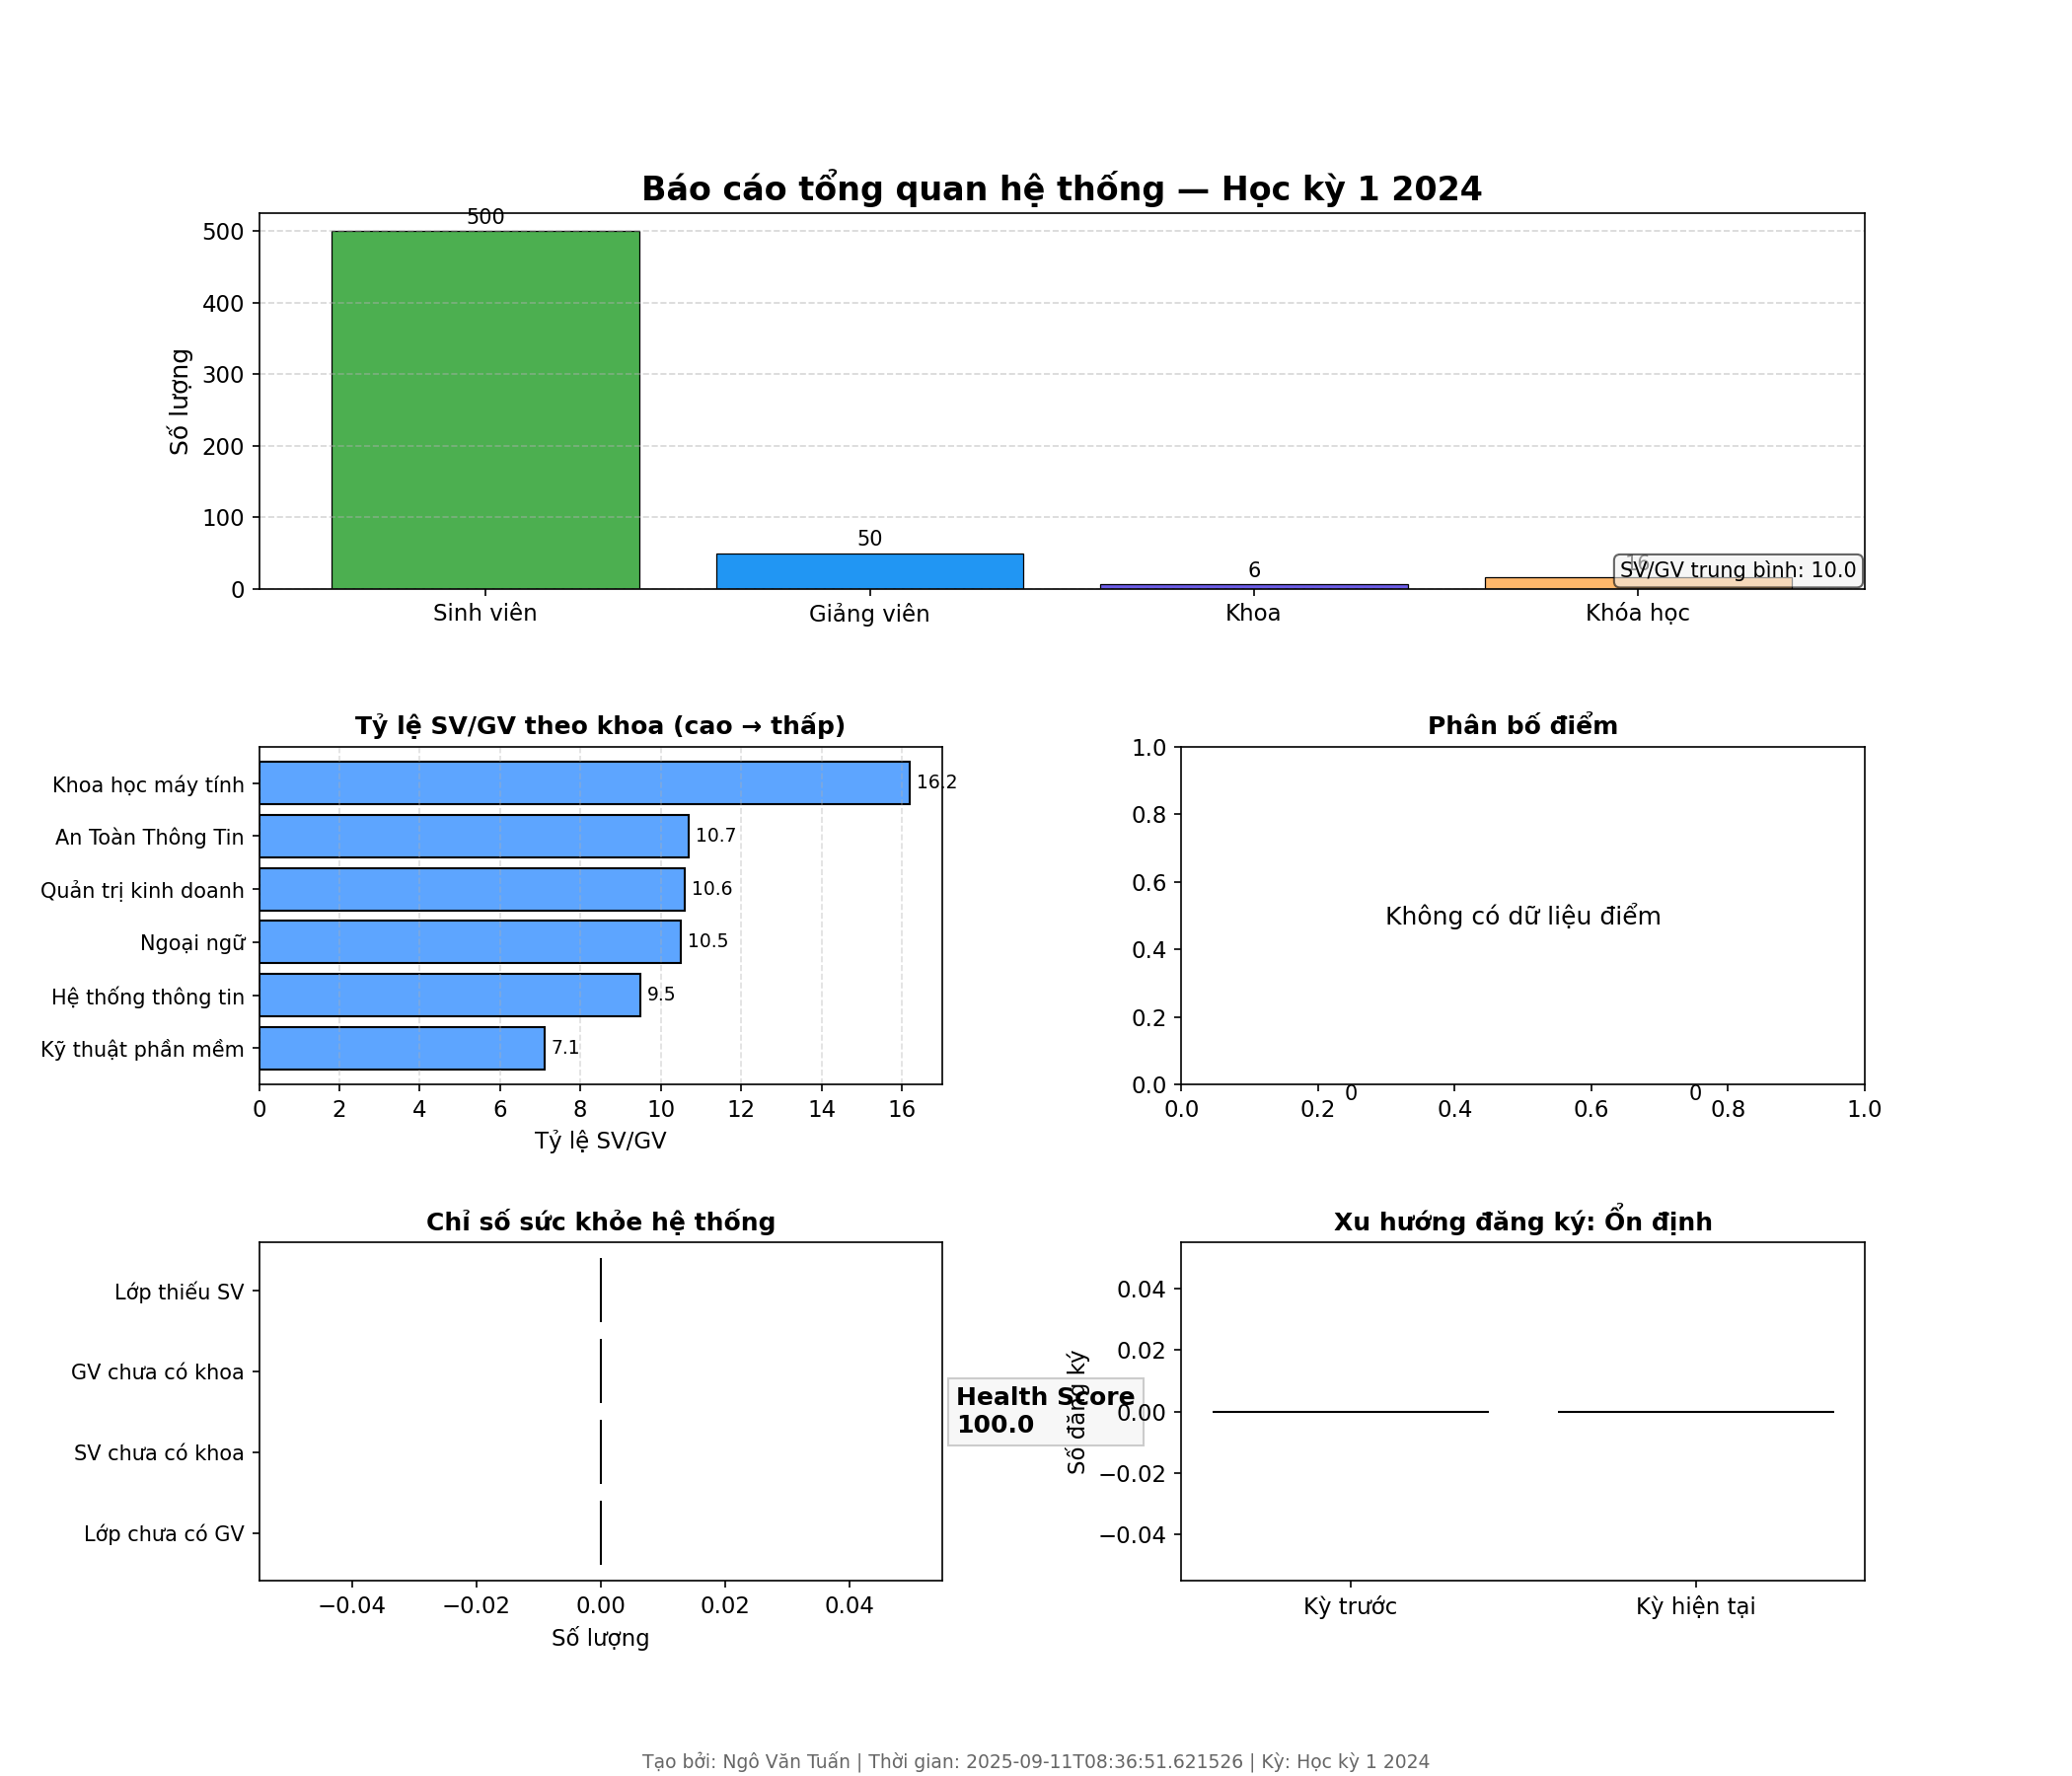 Báo cáo tổng quan hệ thống — Học kỳ 1 2024
Số lượng
500
400
300
200
100
0
500
50
6
16
SV/GV trung bình: 10.0
Sinh viên
Giảng viên
Khoa
Khóa học
Tỷ lệ SV/GV theo khoa (cao → thấp)
Khoa học máy tính
16.2
An Toàn Thông Tin
10.7
Quản trị kinh doanh
10.6
Ngoại ngữ
10.5
Hệ thống thông tin
9.5
Kỹ thuật phần mềm
7.1
0 2 4 6 8 10 12 14 16
Tỷ lệ SV/GV
Phân bố điểm
1.0
0.8
0.6
0.4
0.2
0.0
Không có dữ liệu điểm
0 0
0.0 0.2 0.4 0.6 0.8 1.0
Chỉ số sức khỏe hệ thống
Lớp thiếu SV
GV chưa có khoa
SV chưa có khoa
Lớp chưa có GV
−0.04 −0.02 0.00 0.02 0.04
Số lượng
Health Score
100.0
Xu hướng đăng ký: Ổn định
Số đăng ký
0.04
0.02
0.00
−0.02
−0.04
Kỳ trước
Kỳ hiện tại
Tạo bởi: Ngô Văn Tuấn | Thời gian: 2025-09-11T08:36:51.621526 | Kỳ: Học kỳ 1 2024